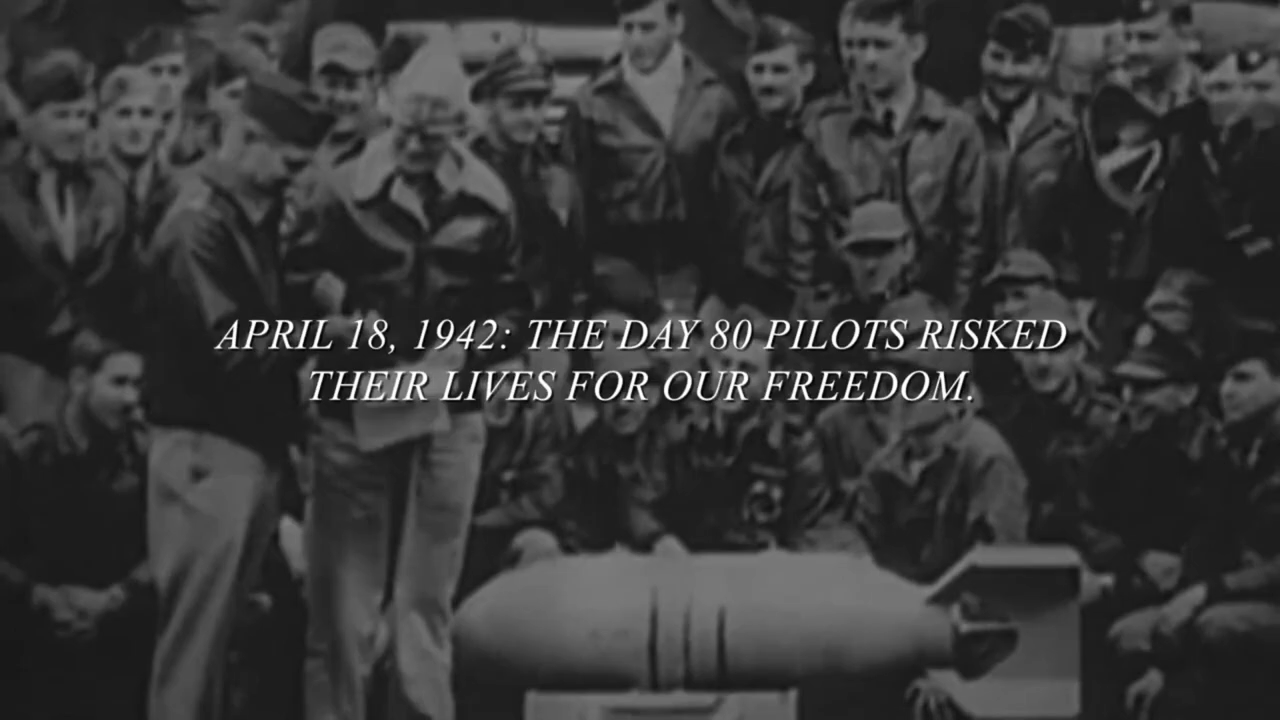 APRIL 18, 1942: THE DAY 80 PILOTS RISKED
THEIR LIVES FOR OUR FREEDOM.